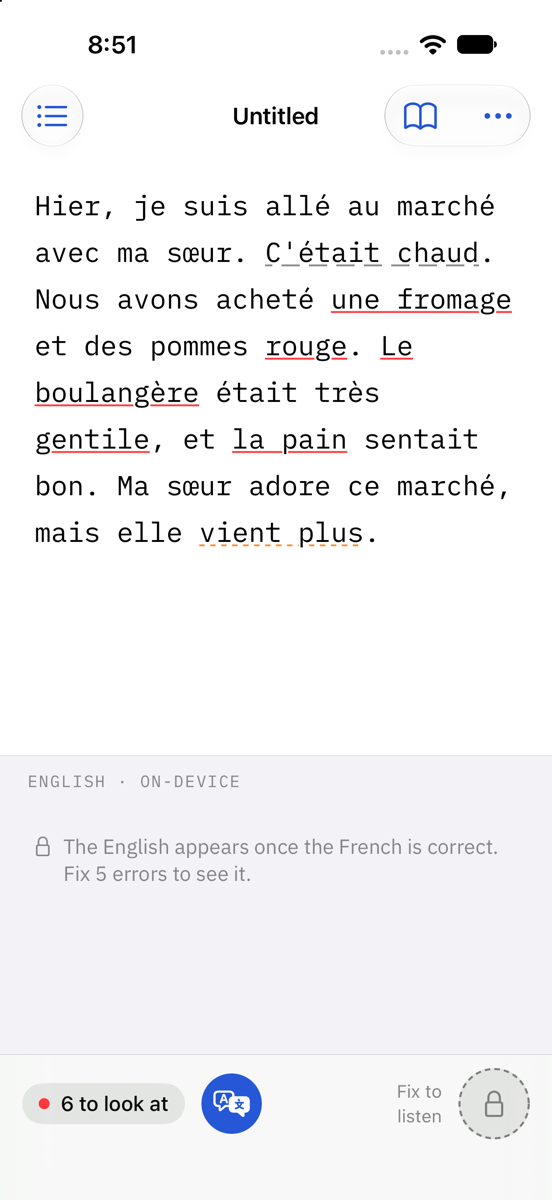 8:51
Untitled
Hier, je suis allé au marché
avec ma sœur. C'était chaud.
Nous avons acheté une fromage
et des pommes rouge. Le
boulangère était très
gentile, et la pain sentait
bon. Ma sœur adore ce marché,
mais elle vient plus.
ENGLISH · ON-DEVICE
The English appears once the French is correct.
Fix 5 errors to see it.
6 to look at
A 文
Fix to
listen